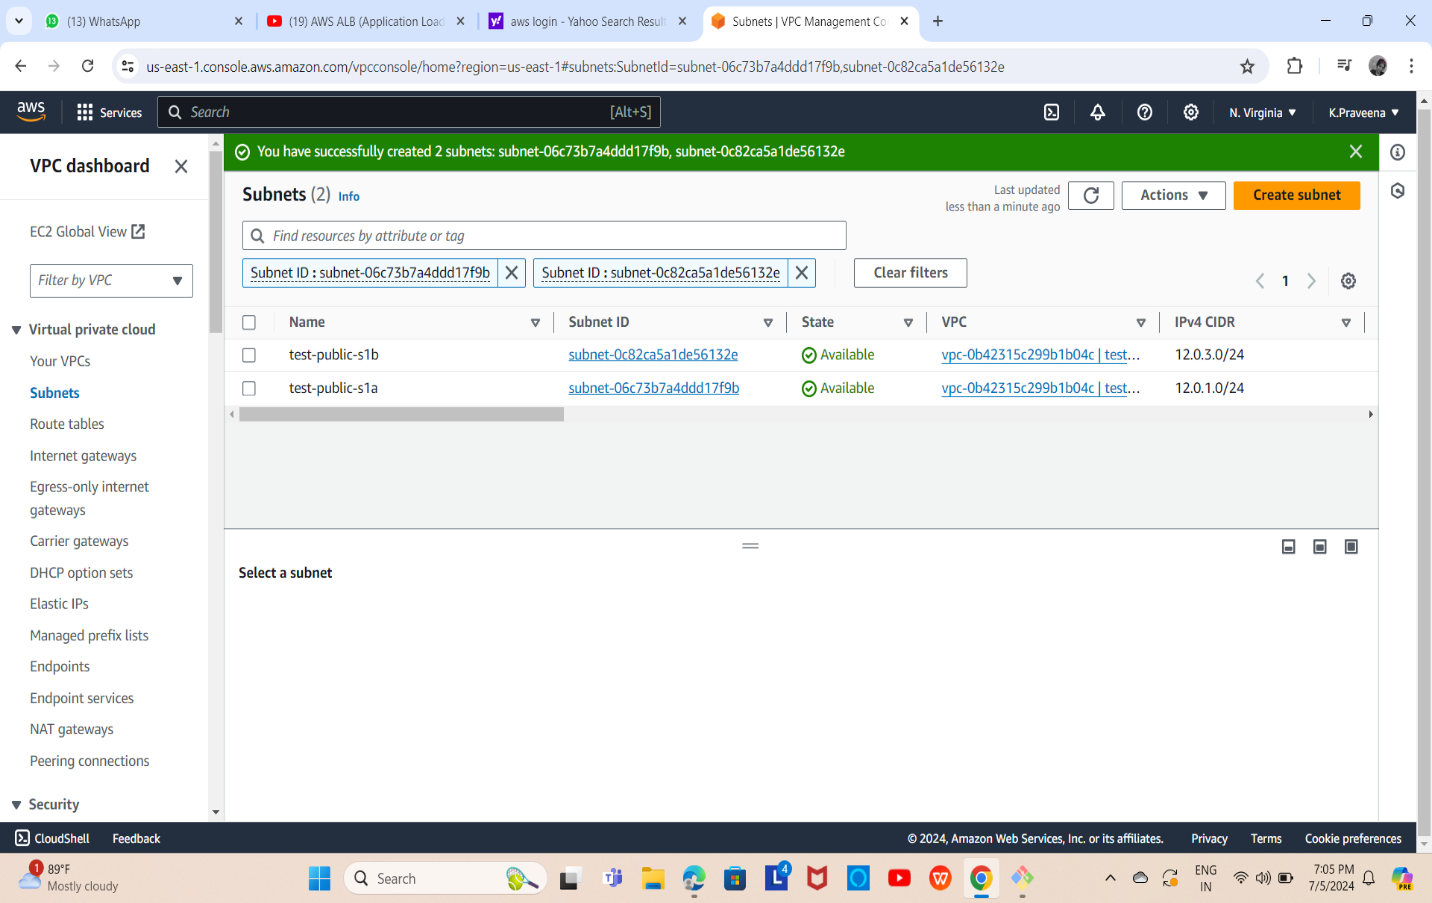 (13) WhatsApp
(19) AWS ALB (Application Load
aws login - Yahoo Search Result
Subnets | VPC Management Co
us-east-1.console.aws.amazon.com/vpcconsole/home?region=us-east-1#subnets:SubnetId=subnet-06c73b7a4ddd17f9b,subnet-0c82ca5a1de56132e
aws
Services
Search
[Alt+S]
N. Virginia
K.Praveena
VPC dashboard
You have successfully created 2 subnets: subnet-06c73b7a4ddd17f9b, subnet-0c82ca5a1de56132e
EC2 Global View
Filter by VPC
Virtual private cloud
Your VPCs
Subnets
Route tables
Internet gateways
Egress-only internet
gateways
Carrier gateways
DHCP option sets
Elastic IPs
Managed prefix lists
Endpoints
Endpoint services
NAT gateways
Peering connections
Security
Subnets (2) Info
Last updated
less than a minute ago
Actions
Create subnet
Find resources by attribute or tag
Subnet ID : subnet-06c73b7a4ddd17f9b
Subnet ID : subnet-0c82ca5a1de56132e
Clear filters
1
Name Subnet ID State VPC IPv4 CIDR
test-public-s1b subnet-0c82ca5a1de56132e Available vpc-0b42315c299b1b04c | test... 12.0.3.0/24
test-public-s1a subnet-06c73b7a4ddd17f9b Available vpc-0b42315c299b1b04c | test... 12.0.1.0/24
Select a subnet
CloudShell Feedback © 2024, Amazon Web Services, Inc. or its affiliates. Privacy Terms Cookie preferences
1
89°F
Mostly cloudy
Search
L
4
W
PRE
ENG
IN
7:05 PM
7/5/2024